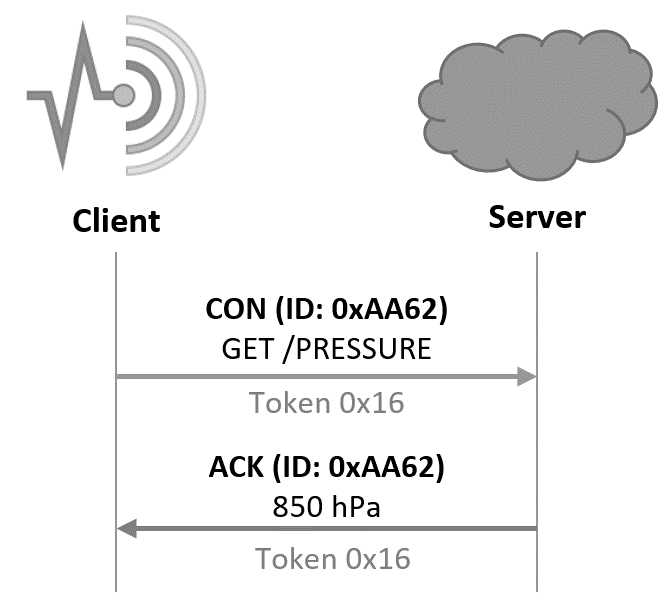 Client
Server
CON (ID: 0xAA62)
GET /PRESSURE
Token 0x16
ACK (ID: 0xAA62)
850 hPa
Token 0x16